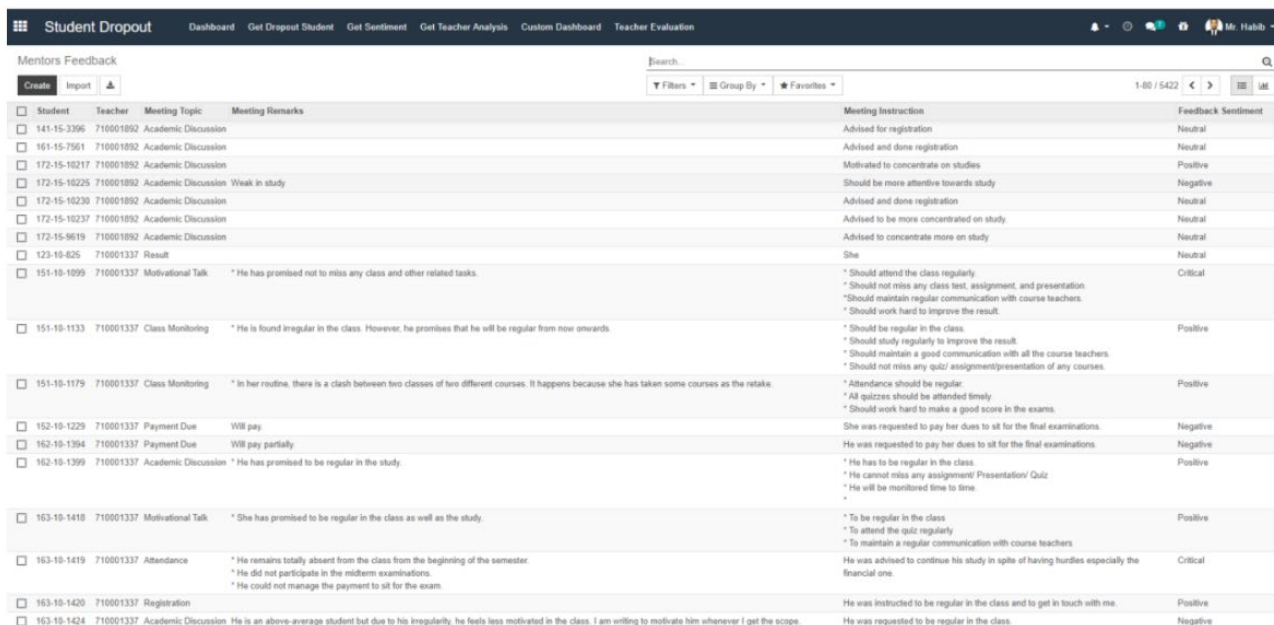 Student Dropout Dashboard Get Dropout Student Get Sentiment Get Teacher Analysis Custom Dashboard Teacher Evaluation Mr. Habib
Mentors Feedback Search...
Create Import Filters Group By Favorites 1-80 / 5422
Student Teacher Meeting Topic Meeting Remarks Meeting Instruction Feedback Sentiment
141-15-3396 710001892 Academic Discussion Advised for registration Neutral
161-15-7561 710001892 Academic Discussion Advised and done registration Neutral
172-15-10217 710001892 Academic Discussion Motivated to concentrate on studies Positive
172-15-10225 710001892 Academic Discussion Weak in study Should be more attentive towards study Negative
172-15-10230 710001892 Academic Discussion Advised and done registration Neutral
172-15-10237 710001892 Academic Discussion Advised to be more concentrated on study. Neutral
172-15-9619 710001892 Academic Discussion Advised to concentrate more on study Neutral
123-10-825 710001337 Result She Neutral
151-10-1099 710001337 Motivational Talk * He has promised not to miss any class and other related tasks. * Should attend the class regularly. Critical
* Should not miss any class test, assignment, and presentation.
*Should maintain regular communication with course teachers.
* Should work hard to improve the result.
151-10-1133 710001337 Class Monitoring * He is found irregular in the class. However, he promises that he will be regular from now onwards. * Should be regular in the class. Positive
* Should study regularly to improve the result.
* Should maintain a good communication with all the course teachers.
* Should not miss any quiz/ assignment/presentation of any courses.
151-10-1179 710001337 Class Monitoring * In her routine, there is a clash between two classes of two different courses. It happens because she has taken some courses as the retake. * Attendance should be regular. Positive
* All quizzes should be attended timely
* Should work hard to make a good score in the exams.
152-10-1229 710001337 Payment Due Will pay. She was requested to pay her dues to sit for the final examinations. Negative
162-10-1394 710001337 Payment Due Will pay partially. He was requested to pay her dues to sit for the final examinations. Negative
162-10-1399 710001337 Academic Discussion * He has promised to be regular in the study. * He has to be regular in the class. Positive
* He cannot miss any assignment/ Presentation/ Quiz
* He will be monitored time to time.
*
163-10-1418 710001337 Motivational Talk * She has promised to be regular in the class as well as the study. * To be regular in the class Positive
* To attend the quiz regularly
* To maintain a regular communication with course teachers
163-10-1419 710001337 Attendance * He remains totally absent from the class from the beginning of the semester. He was advised to continue his study in spite of having hurdles especially the Critical
* He did not participate in the midterm examinations. financial one.
* He could not manage the payment to sit for the exam.
163-10-1420 710001337 Registration He was instructed to be regular in the class and to get in touch with me. Positive
163-10-1424 710001337 Academic Discussion He is an above-average student but due to his irregularity, he feels less motivated in the class. I am writing to motivate him whenever I get the scope. He was requested to be regular in the class. Negative